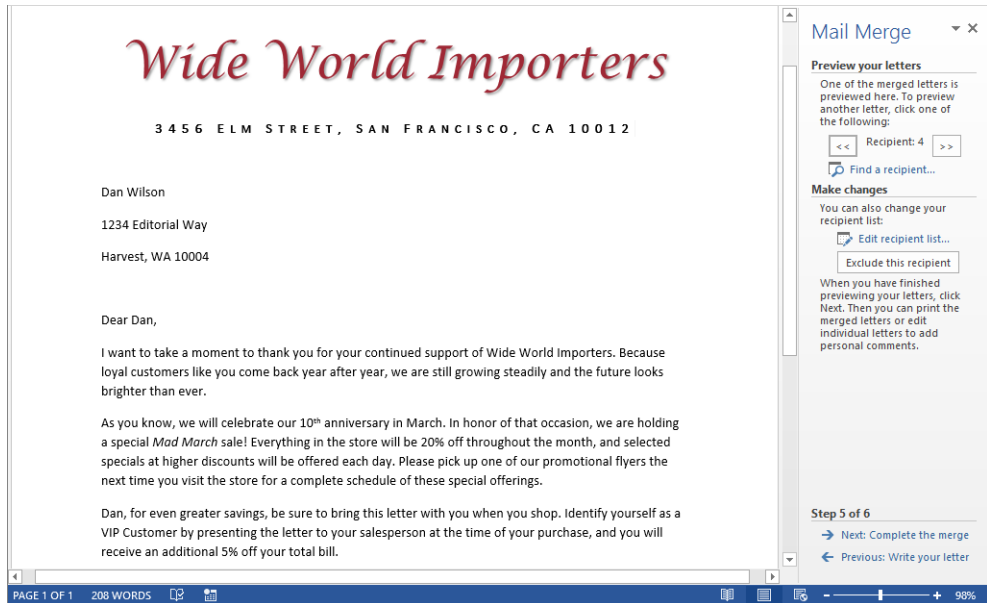 Wide World Importers
3456 ELM STREET, SAN FRANCISCO, CA 10012
Dan Wilson
1234 Editorial Way
Harvest, WA 10004
Dear Dan,
I want to take a moment to thank you for your continued support of Wide World Importers. Because
loyal customers like you come back year after year, we are still growing steadily and the future looks
brighter than ever.
As you know, we will celebrate our 10th anniversary in March. In honor of that occasion, we are holding
a special Mad March sale! Everything in the store will be 20% off throughout the month, and selected
specials at higher discounts will be offered each day. Please pick up one of our promotional flyers the
next time you visit the store for a complete schedule of these special offerings.
Dan, for even greater savings, be sure to bring this letter with you when you shop. Identify yourself as a
VIP Customer by presenting the letter to your salesperson at the time of your purchase, and you will
receive an additional 5% off your total bill.
Mail Merge
Preview your letters
One of the merged letters is
previewed here. To preview
another letter, click one of
the following:
<< Recipient: 4 >>
Find a recipient...
Make changes
You can also change your
recipient list:
Edit recipient list...
Exclude this recipient
When you have finished
previewing your letters, click
Next. Then you can print the
merged letters or edit
individual letters to add
personal comments.
Step 5 of 6
Next: Complete the merge
Previous: Write your letter
PAGE 1 OF 1 208 WORDS 98%